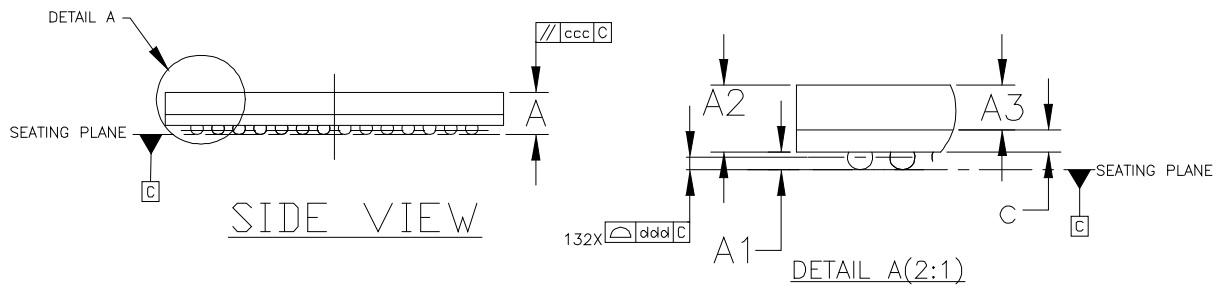 DETAIL A
// ccc C
A
SEATING PLANE
C
SIDE VIEW
A2
A3
SEATING PLANE
C
C
132X ⌓ ddd C
A1
DETAIL A(2:1)